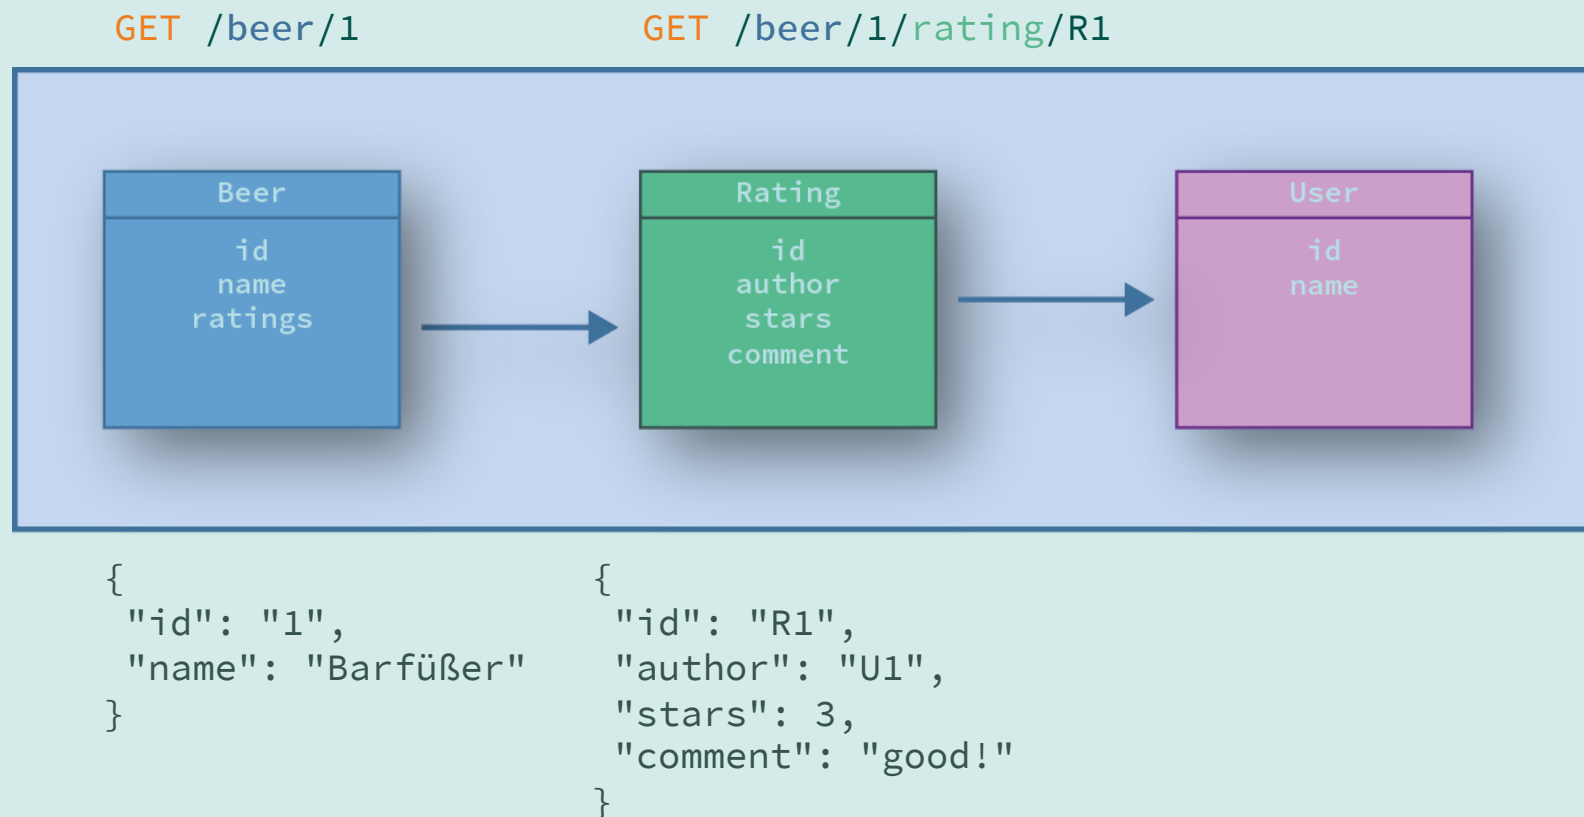 GET /beer/1
GET /beer/1/rating/R1
Beer
id
name
ratings
Rating
id
author
stars
comment
User
id
name
{
"id": "1",
"name": "Barfüßer"
}
{
"id": "R1",
"author": "U1",
"stars": 3,
"comment": "good!"
}